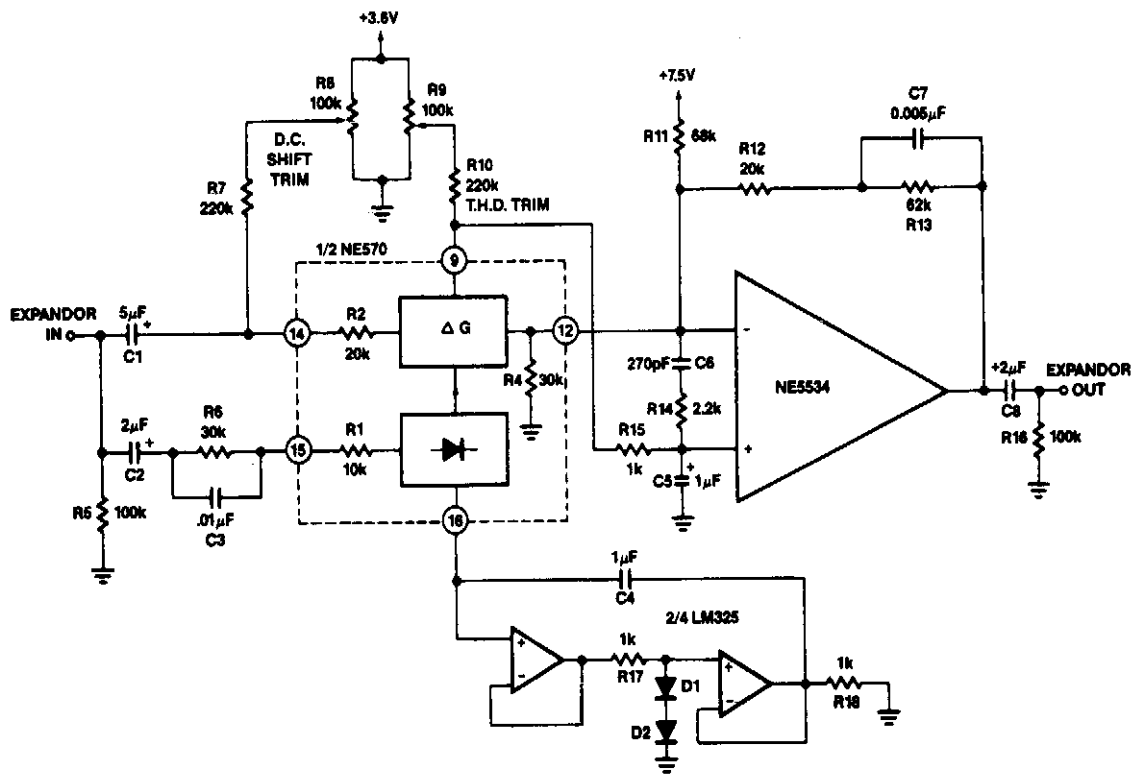 +3.6V
R8
100k
R9
100k
D.C.
SHIFT
TRIM
R7
220k
R10
220k
T.H.D. TRIM
+7.5V
R11
68k
R12
20k
C7
0.005μF
62k
R13
1/2 NE570
9
EXPANDOR
IN
5μF
+
C1
14
R2
20k
Δ G
12
R4
30k
270pF
C6
R14
2.2k
-
+
NE5534
+2μF
C8
EXPANDOR
OUT
R16
100k
2μF
+
C2
R6
30k
.01μF
C3
15
R1
10k
R15
1k
+
C5
1μF
R5
100k
16
1μF
C4
2/4 LM325
+
-
1k
R17
D1
D2
+
-
1k
R18